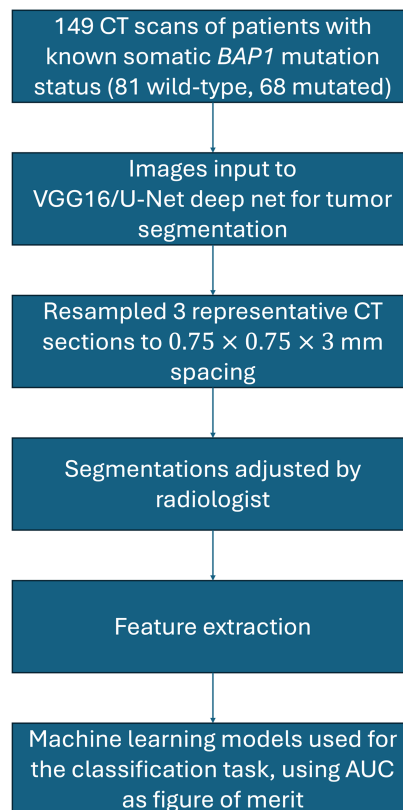 149 CT scans of patients with
known somatic BAP1 mutation
status (81 wild-type, 68 mutated)
Images input to
VGG16/U-Net deep net for tumor
segmentation
Resampled 3 representative CT
sections to 0.75 × 0.75 × 3 mm
spacing
Segmentations adjusted by
radiologist
Feature extraction
Machine learning models used for
the classification task, using AUC
as figure of merit